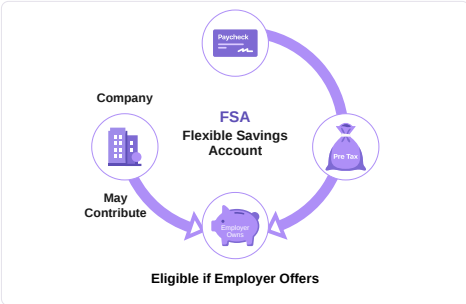 Paycheck
Company
FSA
Flexible Savings
Account
Pre Tax
May
Contribute
Employer
Owns
Eligible if Employer Offers